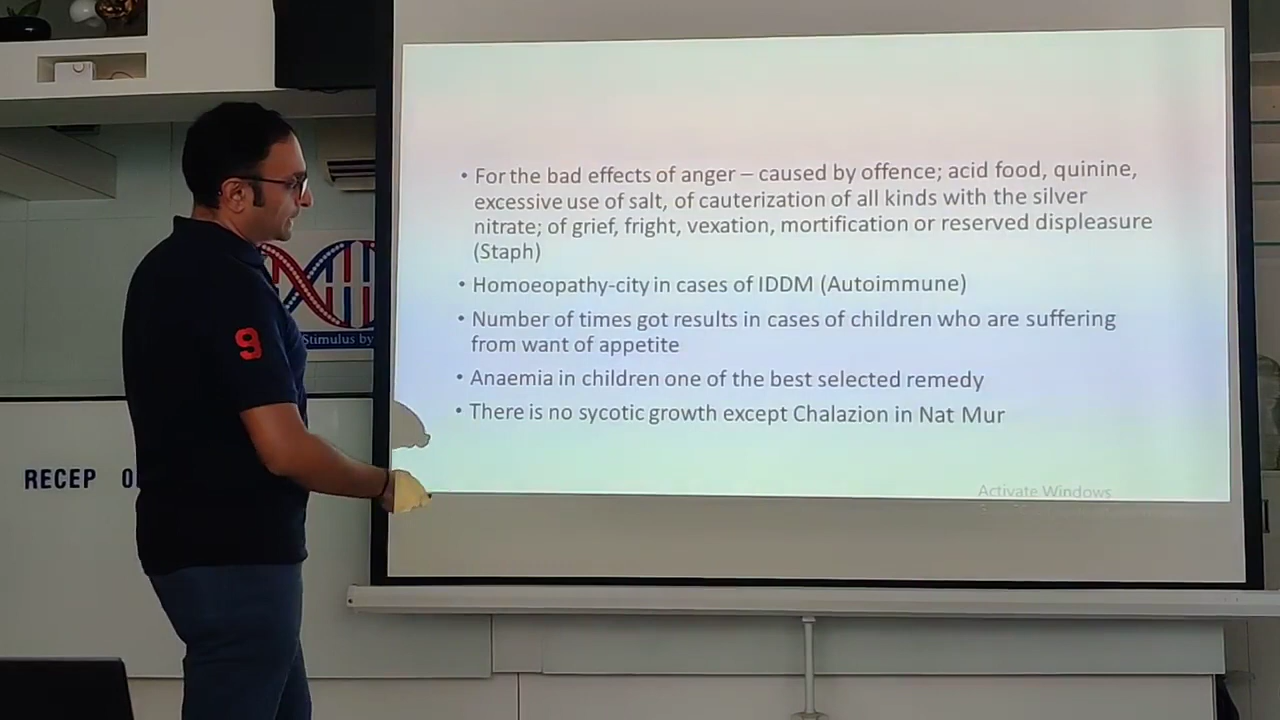 • For the bad effects of anger – caused by offence; acid food, quinine,
excessive use of salt, of cauterization of all kinds with the silver
nitrate; of grief, fright, vexation, mortification or reserved displeasure
(Staph)
• Homoeopathy-city in cases of IDDM (Autoimmune)
• Number of times got results in cases of children who are suffering
from want of appetite
• Anaemia in children one of the best selected remedy
• There is no sycotic growth except Chalazion in Nat Mur
Activate Windows
9
Stimulus by
RECEP